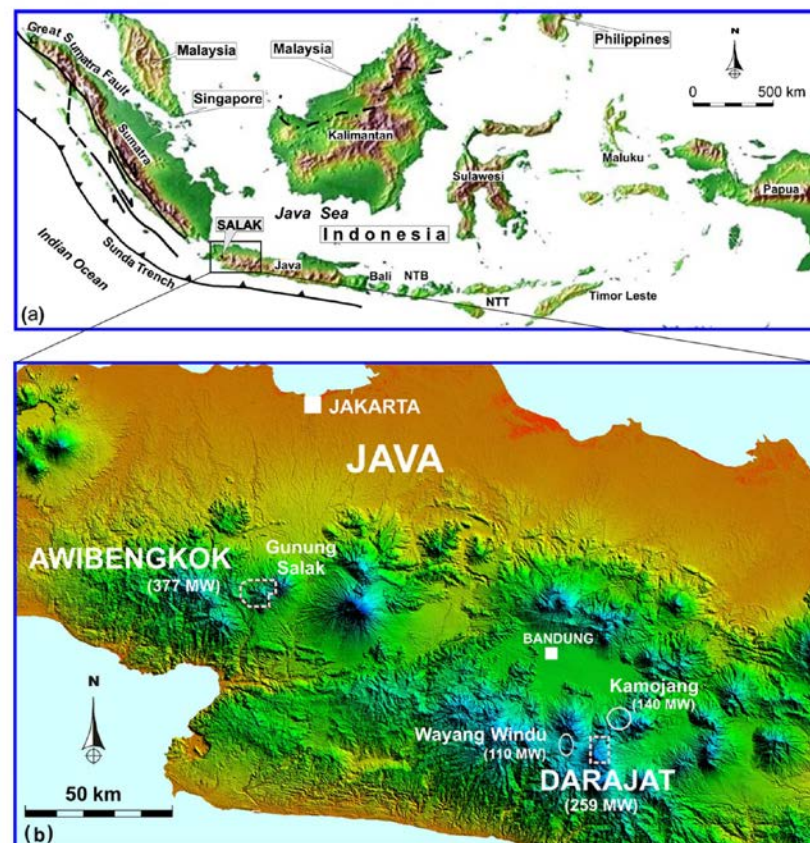 Great Sumatra Fault
Malaysia
Singapore
Sumatra
Malaysia
Kalimantan
Philippines
N
0 500 km
Sulawesi
Maluku
Papua
Java Sea
Indonesia
SALAK
Java
Bali
NTB
NTT
Timor Leste
Indian Ocean
Sunda Trench
(a)
JAKARTA
JAVA
AWIBENGKOK
(377 MW)
Gunung
Salak
BANDUNG
Kamojang
(140 MW)
Wayang Windu
(110 MW)
DARAJAT
(259 MW)
N
50 km
(b)